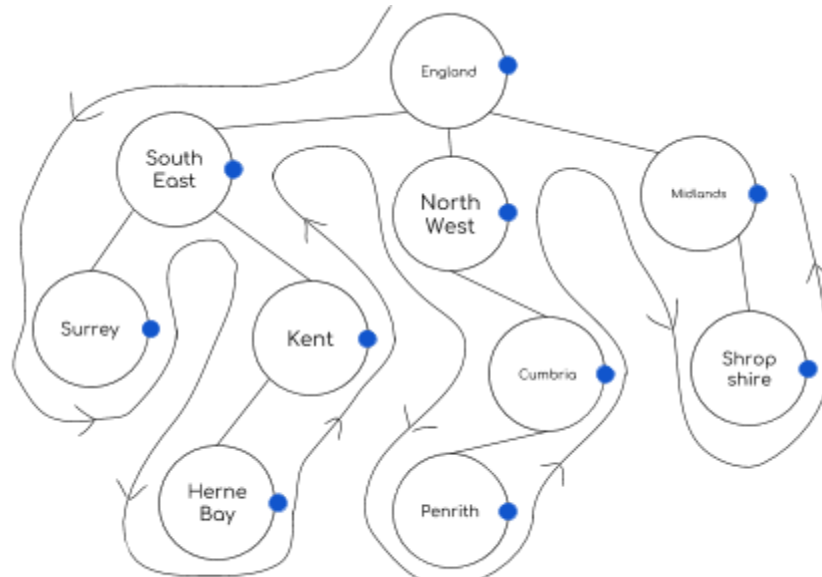 England
South
East
North
West
Midlands
Surrey
Kent
Cumbria
Shrop
shire
Herne
Bay
Penrith